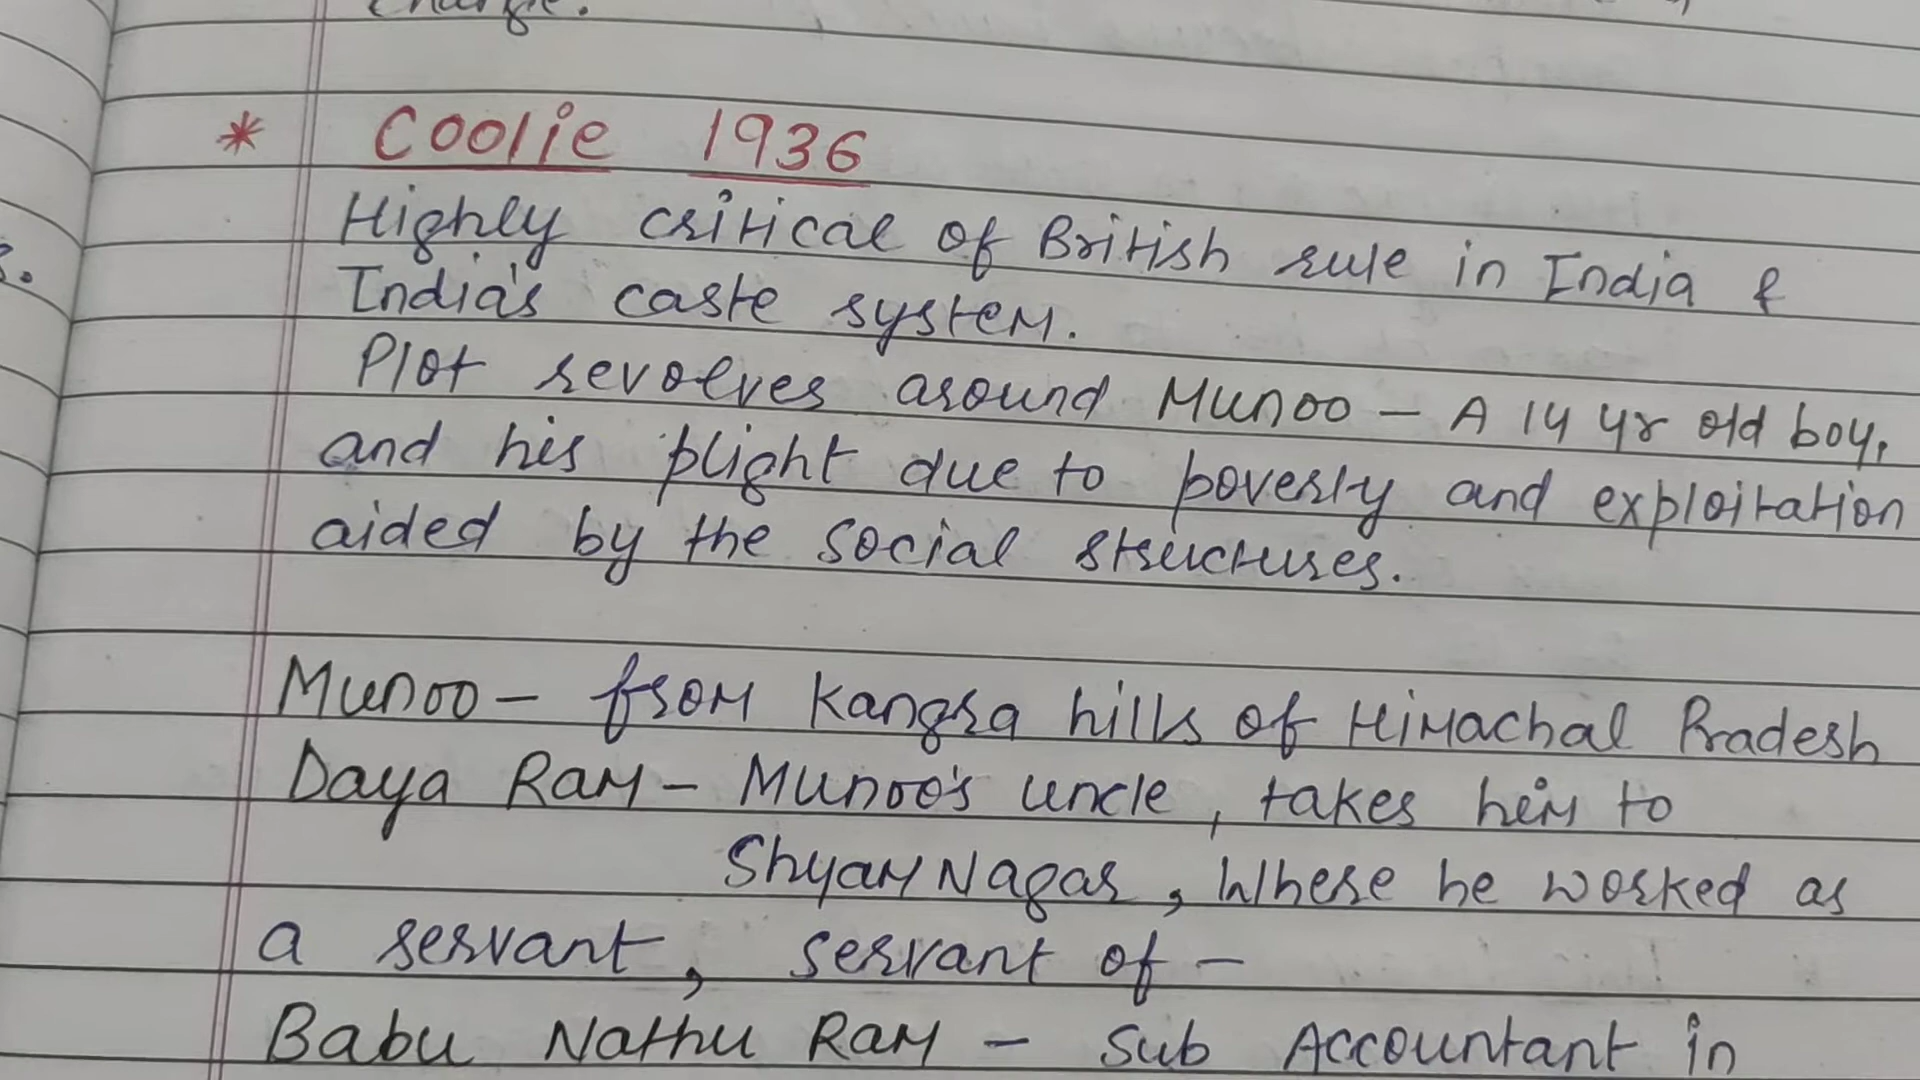 charge.
* Coolie 1936
Highly critical of British rule in India &
India's caste system.
Plot revolves around Munoo - A 14 yr old boy,
and his plight due to poverty and exploitation
aided by the social structures.
Munoo - from Kangra hills of Himachal Pradesh
Daya Ram - Munoo's uncle, takes him to
Shyam Nagar, Where he worked as
a servant, servant of -
Babu Nathu Ram - Sub Accountant in